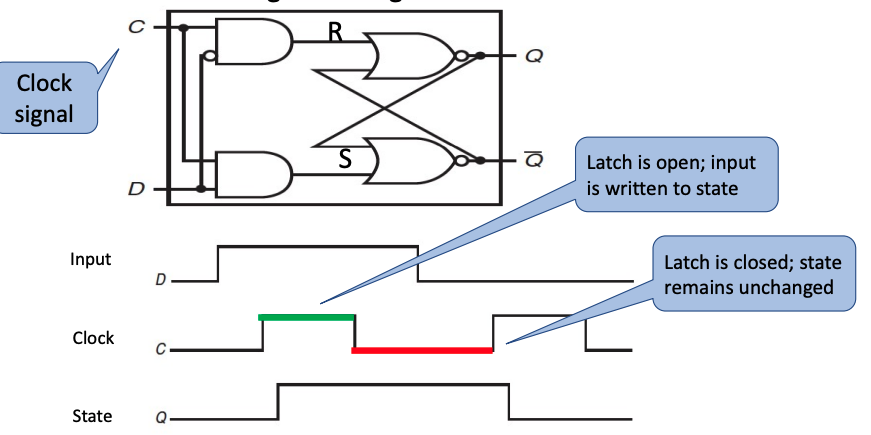 C
R
Q
Clock
signal
S
Q̅
D
Latch is open; input
is written to state
Input
D
Latch is closed; state
remains unchanged
Clock
C
State
Q